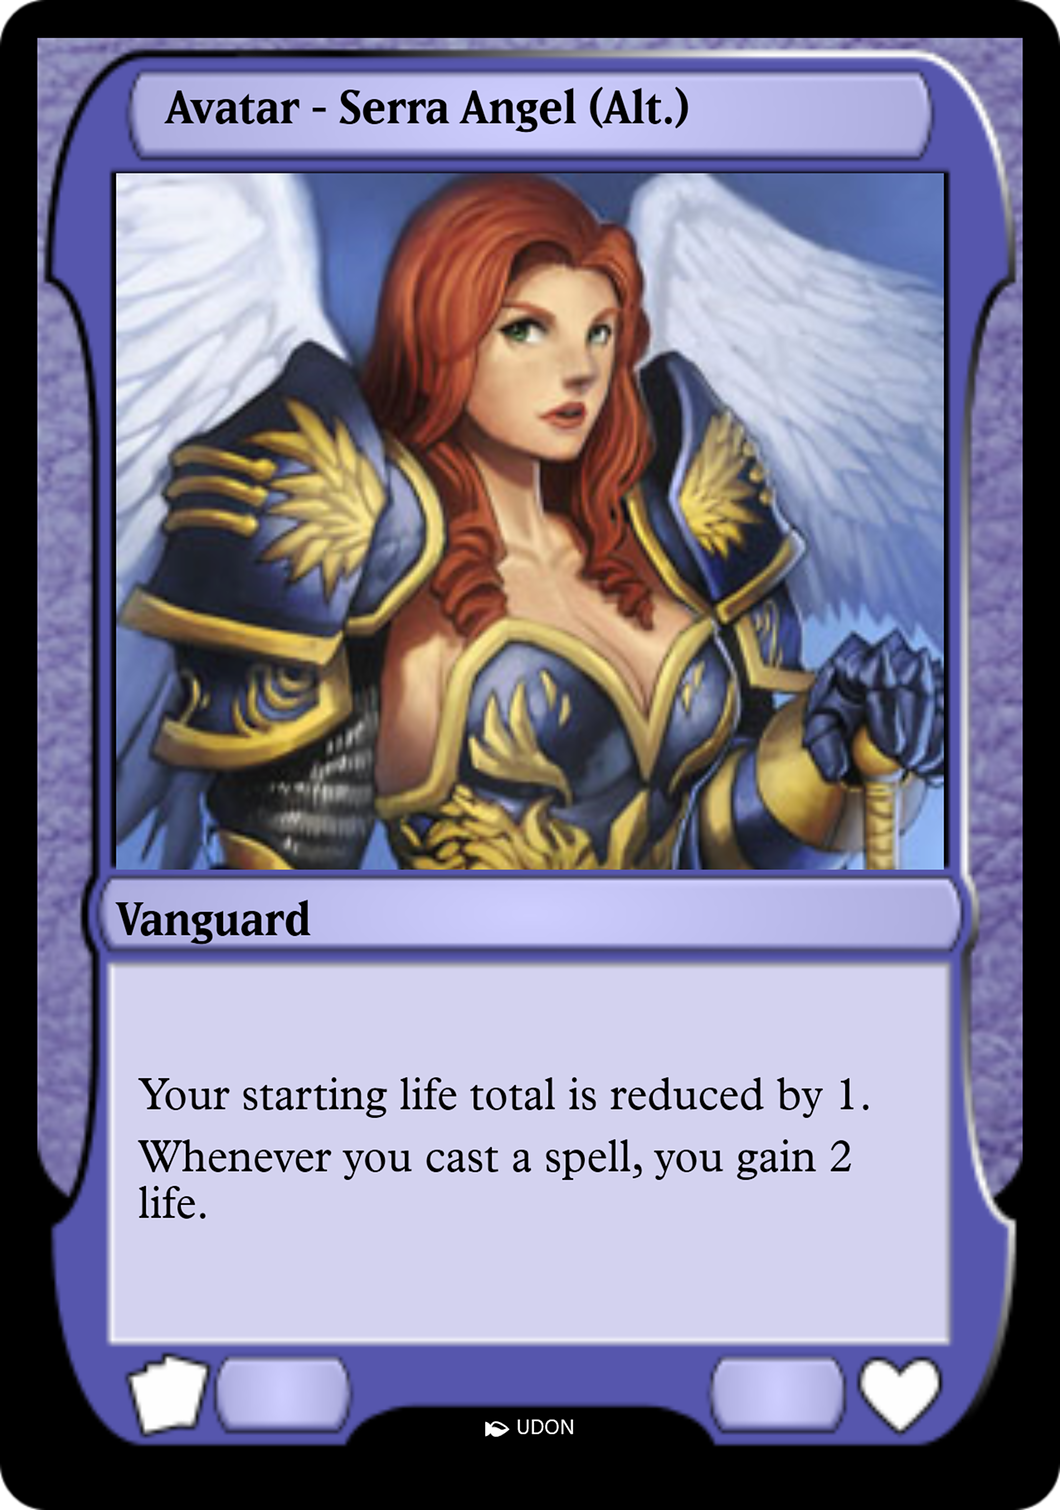 Avatar - Serra Angel (Alt.)
Vanguard
Your starting life total is reduced by 1.
Whenever you cast a spell, you gain 2
life.
UDON